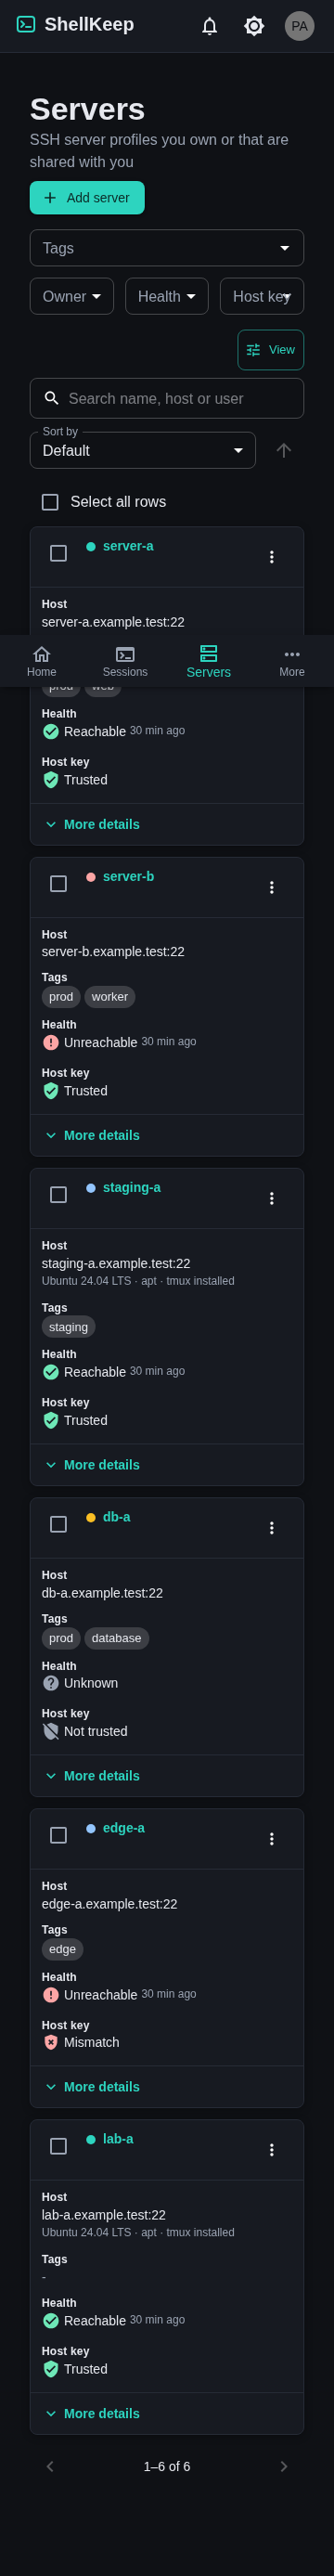 ShellKeep
PA
Servers
SSH server profiles you own or that are
shared with you
Add server
Tags
Owner Health Host key
View
Search name, host or user
Sort by
Default
Select all rows
server-a
Host
server-a.example.test:22
Home Sessions Servers More
prod web
Health
Reachable 30 min ago
Host key
Trusted
More details
server-b
Host
server-b.example.test:22
Tags
prod worker
Health
Unreachable 30 min ago
Host key
Trusted
More details
staging-a
Host
staging-a.example.test:22
Ubuntu 24.04 LTS · apt · tmux installed
Tags
staging
Health
Reachable 30 min ago
Host key
Trusted
More details
db-a
Host
db-a.example.test:22
Tags
prod database
Health
Unknown
Host key
Not trusted
More details
edge-a
Host
edge-a.example.test:22
Tags
edge
Health
Unreachable 30 min ago
Host key
Mismatch
More details
lab-a
Host
lab-a.example.test:22
Ubuntu 24.04 LTS · apt · tmux installed
Tags
-
Health
Reachable 30 min ago
Host key
Trusted
More details
1–6 of 6